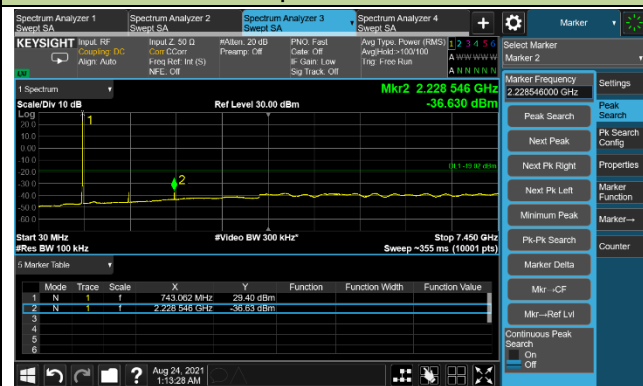 Spectrum Analyzer 1
Swept SA
Spectrum Analyzer 2
Swept SA
Spectrum Analyzer 3
Swept SA
Spectrum Analyzer 4
Swept SA
+
Marker
KEYSIGHT
Input: RF
Coupling: DC
Align: Auto
Input Z: 50 Ω
Corr CCorr
Freq Ref: Int (S)
NFE: Off
#Atten: 20 dB
Preamp: Off
PNO: Fast
Gate: Off
IF Gain: Low
Sig Track: Off
Avg Type: Power (RMS)
Avg|Hold:>100/100
Trig: Free Run
1 2 3 4 5 6
A W W W W W
A N N N N N
LXI
Select Marker
Marker 2
1 Spectrum
Mkr2 2.228 546 GHz
Scale/Div 10 dB
Ref Level 30.00 dBm
-36.630 dBm
Log
20.0
10.0
0.00
-10.0
-20.0
-30.0
-40.0
-50.0
-60.0
1
2
Start 30 MHz
#Video BW 300 kHz*
Stop 7.450 GHz
#Res BW 100 kHz
Sweep ~355 ms (10001 pts)
5 Marker Table
Mode Trace Scale X Y Function Function Width Function Value
1 N 1 f 743.062 MHz 29.40 dBm
2 N 1 f 2.228 546 GHz -36.63 dBm
3
4
5
6
Marker Frequency
2.228546000 GHz
Peak Search
Next Peak
Next Pk Right
Next Pk Left
Minimum Peak
Pk-Pk Search
Marker Delta
Mkr→CF
Mkr→Ref Lvl
Continuous Peak
Search
On
Off
Settings
Peak
Search
Pk Search
Config
Properties
Marker
Function
Marker→
Counter
?
Aug 24, 2021
1:13:28 AM